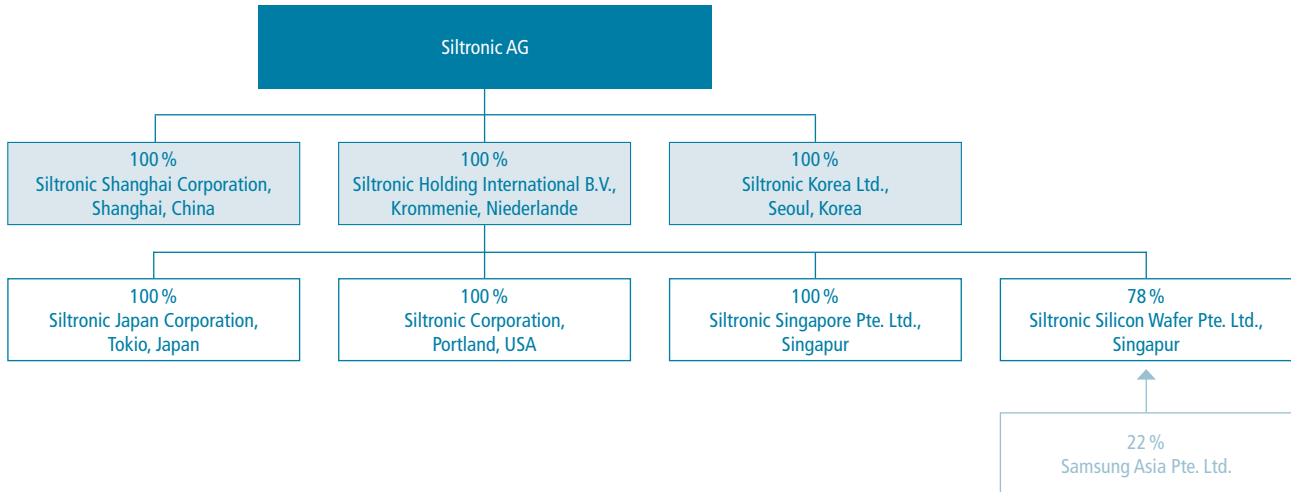 Siltronic AG
100 %
Siltronic Shanghai Corporation,
Shanghai, China
100 %
Siltronic Holding International B.V.,
Krommenie, Niederlande
100 %
Siltronic Korea Ltd.,
Seoul, Korea
100 %
Siltronic Japan Corporation,
Tokio, Japan
100 %
Siltronic Corporation,
Portland, USA
100 %
Siltronic Singapore Pte. Ltd.,
Singapur
78 %
Siltronic Silicon Wafer Pte. Ltd.,
Singapur
22 %
Samsung Asia Pte. Ltd.